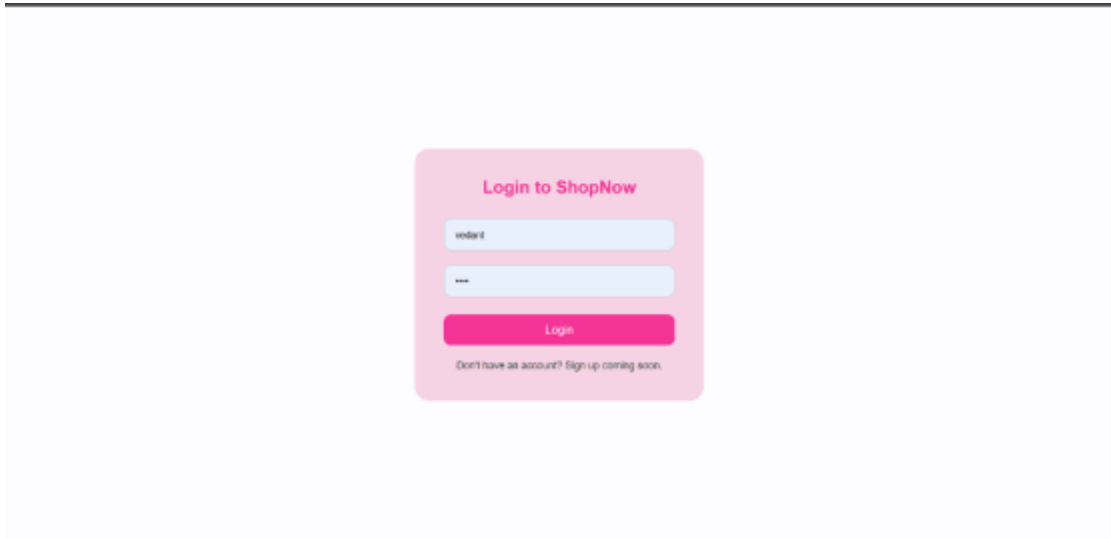 Login to ShopNow
vedant
••••
Login
Don't have an account? Sign up coming soon.